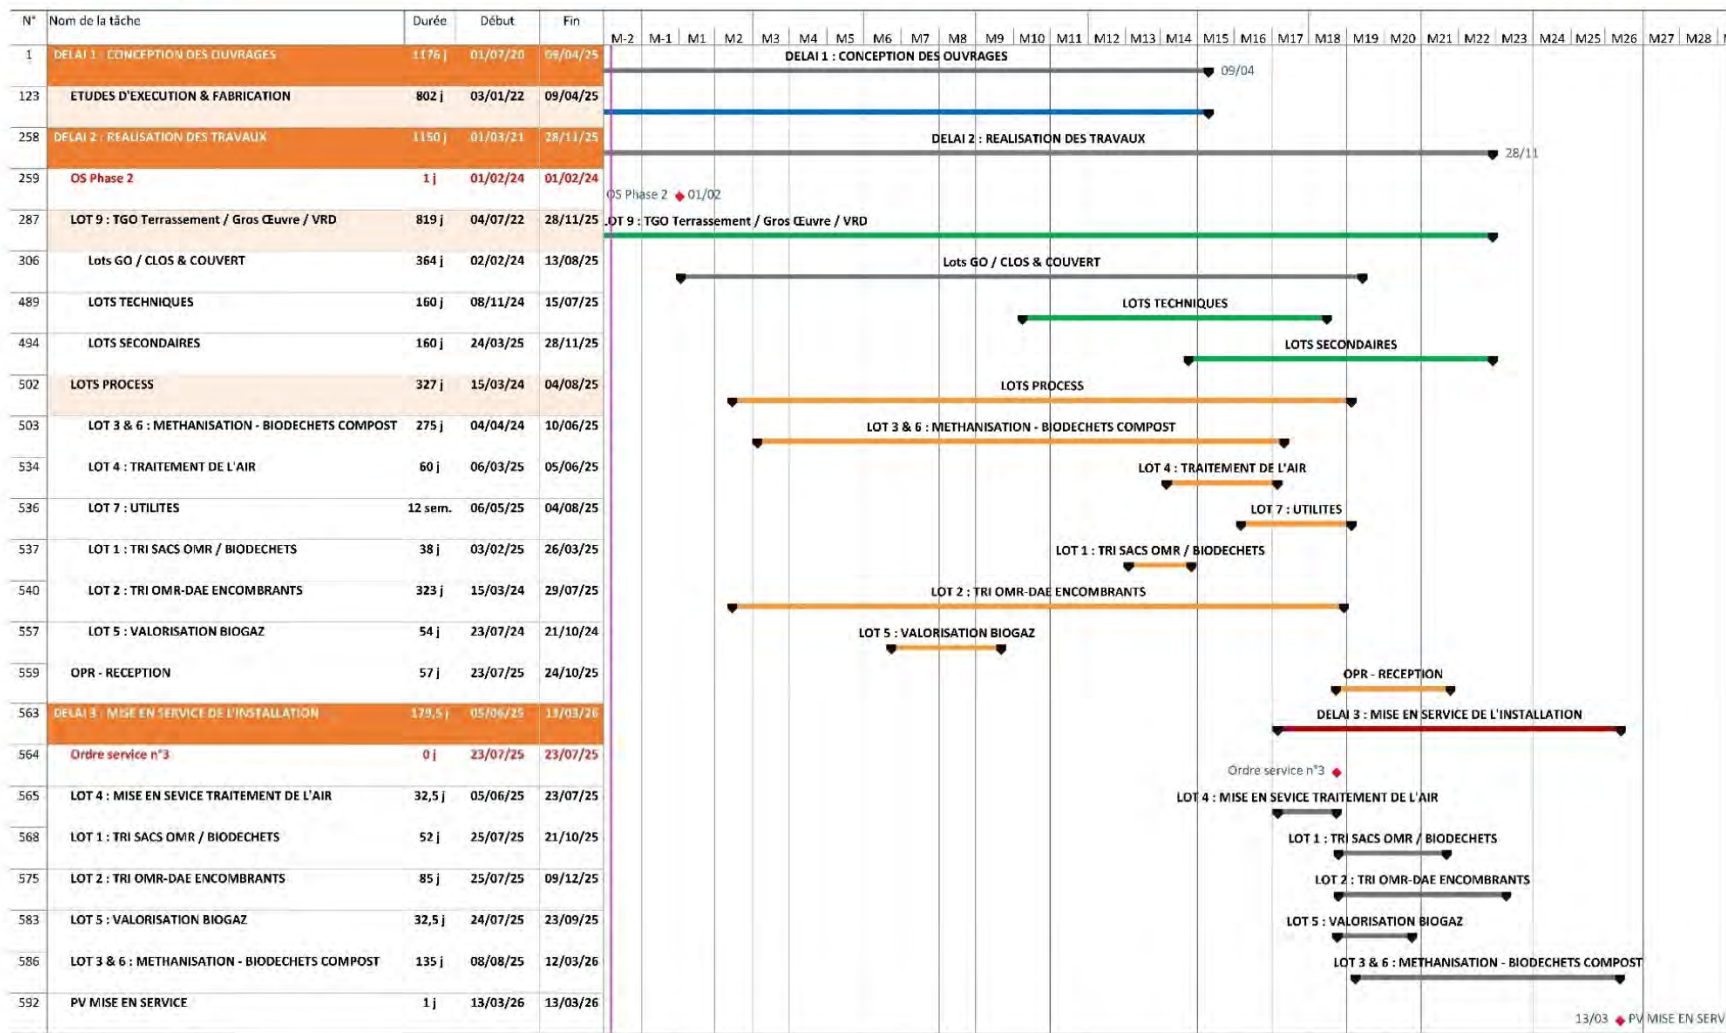 N° Nom de la tâche Durée Début Fin
M-2 M-1 M1 M2 M3 M4 M5 M6 M7 M8 M9 M10 M11 M12 M13 M14 M15 M16 M17 M18 M19 M20 M21 M22 M23 M24 M25 M26 M27 M28
1 DELAI 1 : CONCEPTION DES OUVRAGES 1176 j 01/07/20 09/04/25
DELAI 1 : CONCEPTION DES OUVRAGES
09/04
123 ETUDES D'EXECUTION & FABRICATION 802 j 03/01/22 09/04/25
258 DELAI 2 : REALISATION DES TRAVAUX 1150 j 01/03/21 28/11/25
DELAI 2 : REALISATION DES TRAVAUX
28/11
259 OS Phase 2 1 j 01/02/24 01/02/24
OS Phase 2 01/02
287 LOT 9 : TGO Terrassement / Gros Œuvre / VRD 819 j 04/07/22 28/11/25
LOT 9 : TGO Terrassement / Gros Œuvre / VRD
306 Lots GO / CLOS & COUVERT 364 j 02/02/24 13/08/25
Lots GO / CLOS & COUVERT
489 LOTS TECHNIQUES 160 j 08/11/24 15/07/25
LOTS TECHNIQUES
494 LOTS SECONDAIRES 160 j 24/03/25 28/11/25
LOTS SECONDAIRES
502 LOTS PROCESS 327 j 15/03/24 04/08/25
LOTS PROCESS
503 LOT 3 & 6 : METHANISATION - BIODECHETS COMPOST 275 j 04/04/24 10/06/25
LOT 3 & 6 : METHANISATION - BIODECHETS COMPOST
534 LOT 4 : TRAITEMENT DE L'AIR 60 j 06/03/25 05/06/25
LOT 4 : TRAITEMENT DE L'AIR
536 LOT 7 : UTILITES 12 sem. 06/05/25 04/08/25
LOT 7 : UTILITES
537 LOT 1 : TRI SACS OMR / BIODECHETS 38 j 03/02/25 26/03/25
LOT 1 : TRI SACS OMR / BIODECHETS
540 LOT 2 : TRI OMR-DAE ENCOMBRANTS 323 j 15/03/24 29/07/25
LOT 2 : TRI OMR-DAE ENCOMBRANTS
557 LOT 5 : VALORISATION BIOGAZ 54 j 23/07/24 21/10/24
LOT 5 : VALORISATION BIOGAZ
559 OPR - RECEPTION 57 j 23/07/25 24/10/25
OPR - RECEPTION
563 DELAI 3 : MISE EN SERVICE DE L'INSTALLATION 179,5 j 05/06/25 13/03/26
DELAI 3 : MISE EN SERVICE DE L'INSTALLATION
564 Ordre service n°3 0 j 23/07/25 23/07/25
Ordre service n°3
565 LOT 4 : MISE EN SEVICE TRAITEMENT DE L'AIR 32,5 j 05/06/25 23/07/25
LOT 4 : MISE EN SEVICE TRAITEMENT DE L'AIR
568 LOT 1 : TRI SACS OMR / BIODECHETS 52 j 25/07/25 21/10/25
LOT 1 : TRI SACS OMR / BIODECHETS
575 LOT 2 : TRI OMR-DAE ENCOMBRANTS 85 j 25/07/25 09/12/25
LOT 2 : TRI OMR-DAE ENCOMBRANTS
583 LOT 5 : VALORISATION BIOGAZ 32,5 j 24/07/25 23/09/25
LOT 5 : VALORISATION BIOGAZ
586 LOT 3 & 6 : METHANISATION - BIODECHETS COMPOST 135 j 08/08/25 12/03/26
LOT 3 & 6 : METHANISATION - BIODECHETS COMPOST
592 PV MISE EN SERVICE 1 j 13/03/26 13/03/26
13/03 PV MISE EN SERV